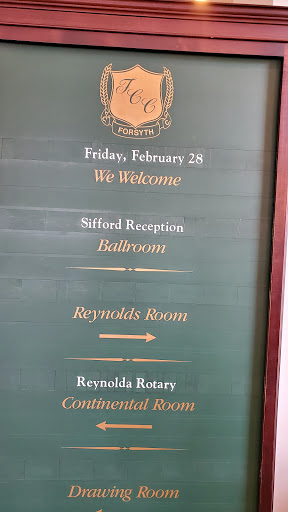 FCC
FORSYTH
Friday, February 28
We Welcome
Sifford Reception
Ballroom
Reynolds Room
Reynolda Rotary
Continental Room
Drawing Room